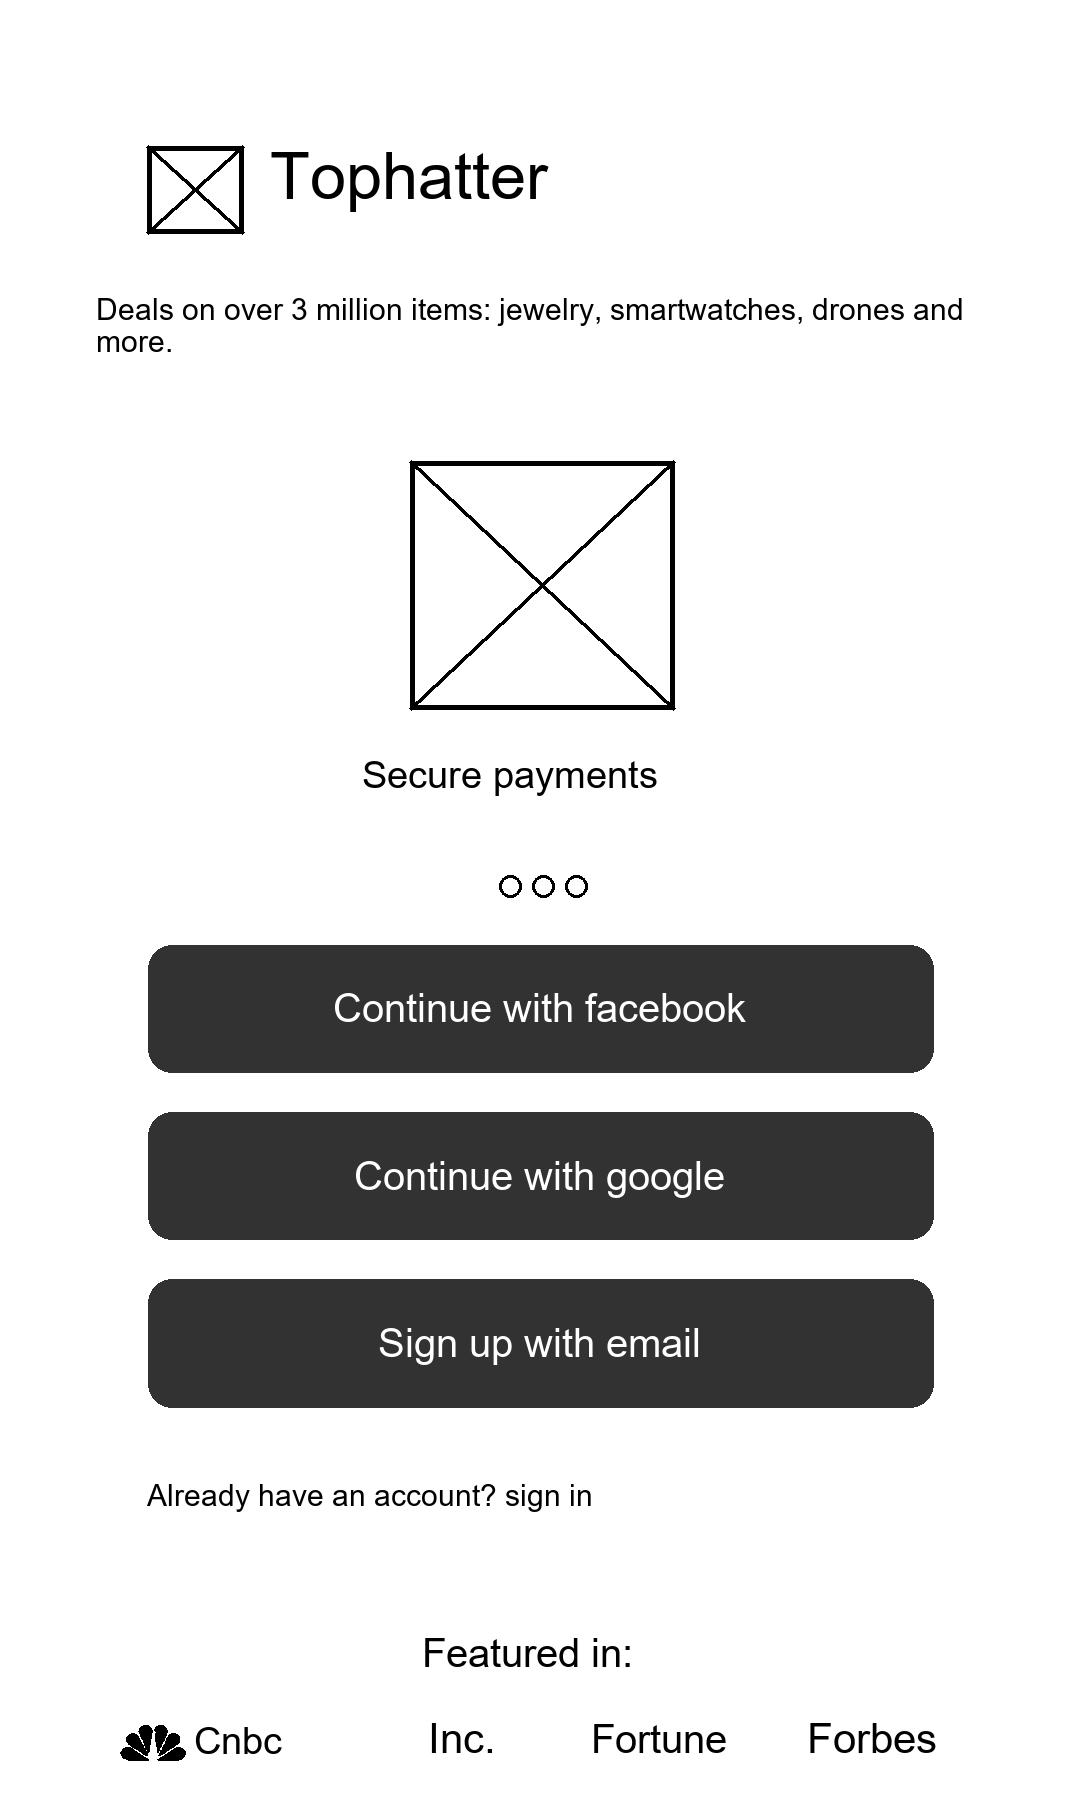 Tophatter
Deals on over 3 million items: jewelry, smartwatches, drones and
more.
Secure payments
Continue with facebook
Continue with google
Sign up with email
Already have an account? sign in
Featured in:
Cnbc Inc. Fortune Forbes